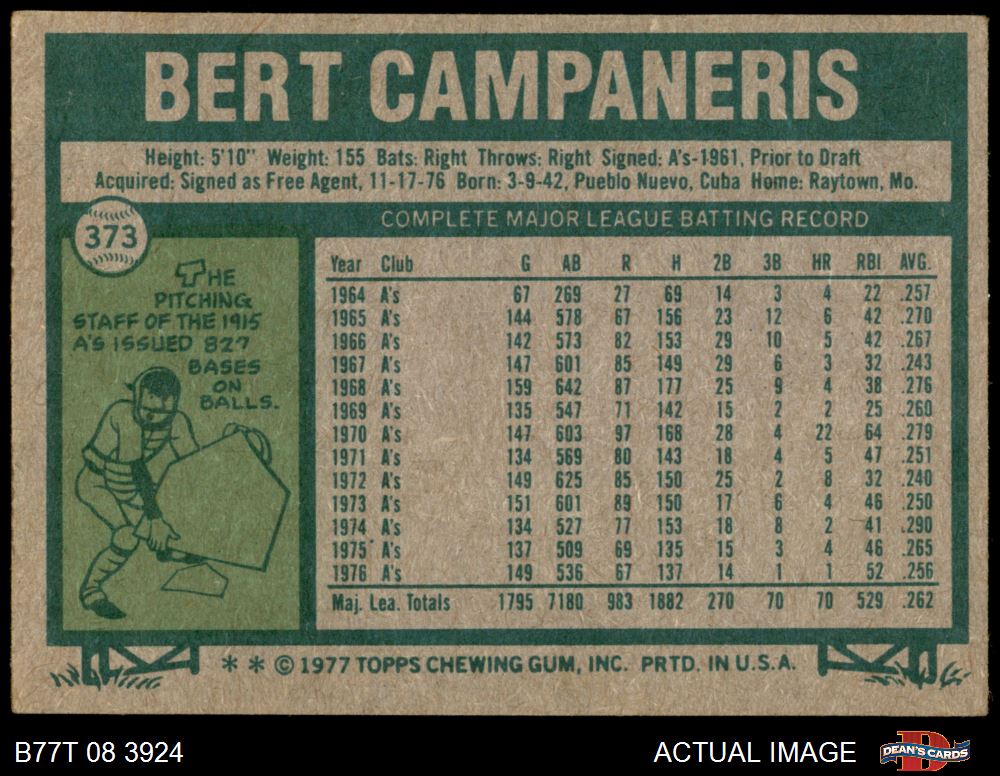 BERT CAMPANERIS
Height: 5'10" Weight: 155 Bats: Right Throws: Right Signed: A's-1961, Prior to Draft
Acquired: Signed as Free Agent, 11-17-76 Born: 3-9-42, Pueblo Nuevo, Cuba Home: Raytown, Mo.
373
THE
PITCHING
STAFF OF THE 1915
A'S ISSUED 827
BASES
ON
BALLS.
COMPLETE MAJOR LEAGUE BATTING RECORD
Year Club G AB R H 2B 3B HR RBI AVG.
1964 A's 67 269 27 69 14 3 4 22 .257
1965 A's 144 578 67 156 23 12 6 42 .270
1966 A's 142 573 82 153 29 10 5 42 .267
1967 A's 147 601 85 149 29 6 3 32 .243
1968 A's 159 642 87 177 25 9 4 38 .276
1969 A's 135 547 71 142 15 2 2 25 .260
1970 A's 147 603 97 168 28 4 22 64 .279
1971 A's 134 569 80 143 18 4 5 47 .251
1972 A's 149 625 85 150 25 2 8 32 .240
1973 A's 151 601 89 150 17 6 4 46 .250
1974 A's 134 527 77 153 18 8 2 41 .290
1975 A's 137 509 69 135 15 3 4 46 .265
1976 A's 149 536 67 137 14 1 1 52 .256
Maj. Lea. Totals 1795 7180 983 1882 270 70 70 529 .262
* * © 1977 TOPPS CHEWING GUM, INC. PRTD. IN U.S.A.
B77T 08 3924
ACTUAL IMAGE
DEAN'S CARDS